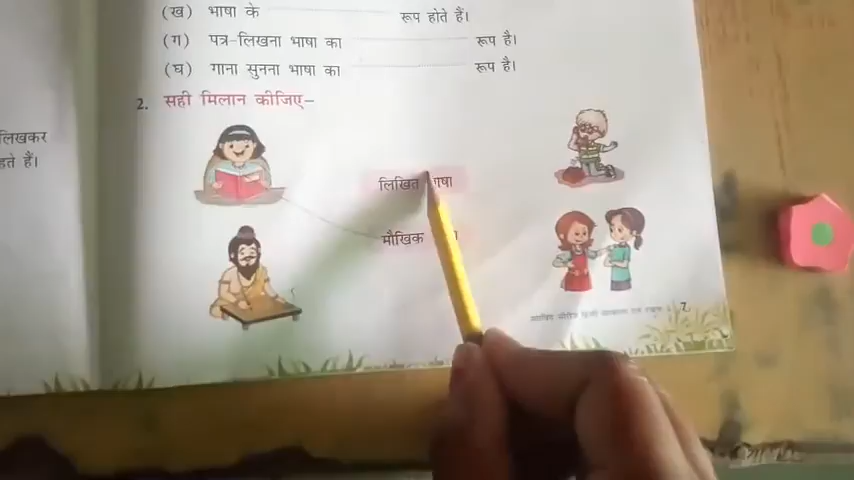 (ख) भाषा के ........................ रूप होते हैं।
(ग) पत्र-लिखना भाषा का ........................ रूप है।
(घ) गाना सुनना भाषा का ........................ रूप है।
लिखकर
हते हैं।
2. सही मिलान कीजिए–
लिखित
मौखिक
7